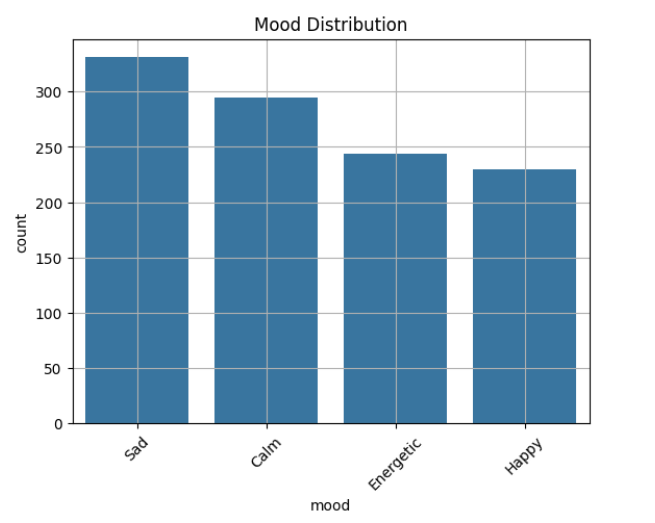 Mood Distribution
300
250
200
150
100
50
0
count
Sad
Calm
Energetic
Happy
mood